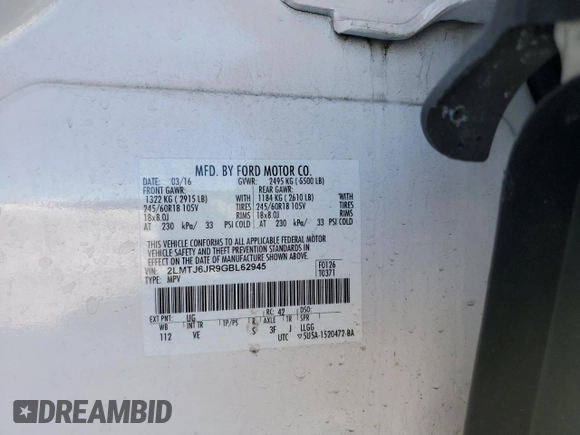 MFD. BY FORD MOTOR CO.
DATE: 03/16 GVWR: 2495 KG ( 5500 LB)
FRONT GAWR: REAR GAWR:
1322 KG ( 2915 LB) WITH 1184 KG ( 2610 LB) WITH
245/60R18 105V TIRES 245/60R18 105V TIRES
18x8.0J RIMS 18x8.0J RIMS
AT 230 kPa/ 33 PSI COLD AT 230 kPa/ 33 PSI COLD
THIS VEHICLE CONFORMS TO ALL APPLICABLE FEDERAL MOTOR
VEHICLE SAFETY AND THEFT PREVENTION STANDARDS IN EFFECT
ON THE DATE OF MANUFACTURE SHOWN ABOVE.
VIN: 2LMTJ6JR9GBL62945 F0126
TYPE: MPV T0371
EXT PNT: UG RC: 42 DSO:
WB INT TR TP/PS R AXLE TR SPR
112 VE S 3F J LLGG
UTC 5U5A-1520472-BA
DREAMBID